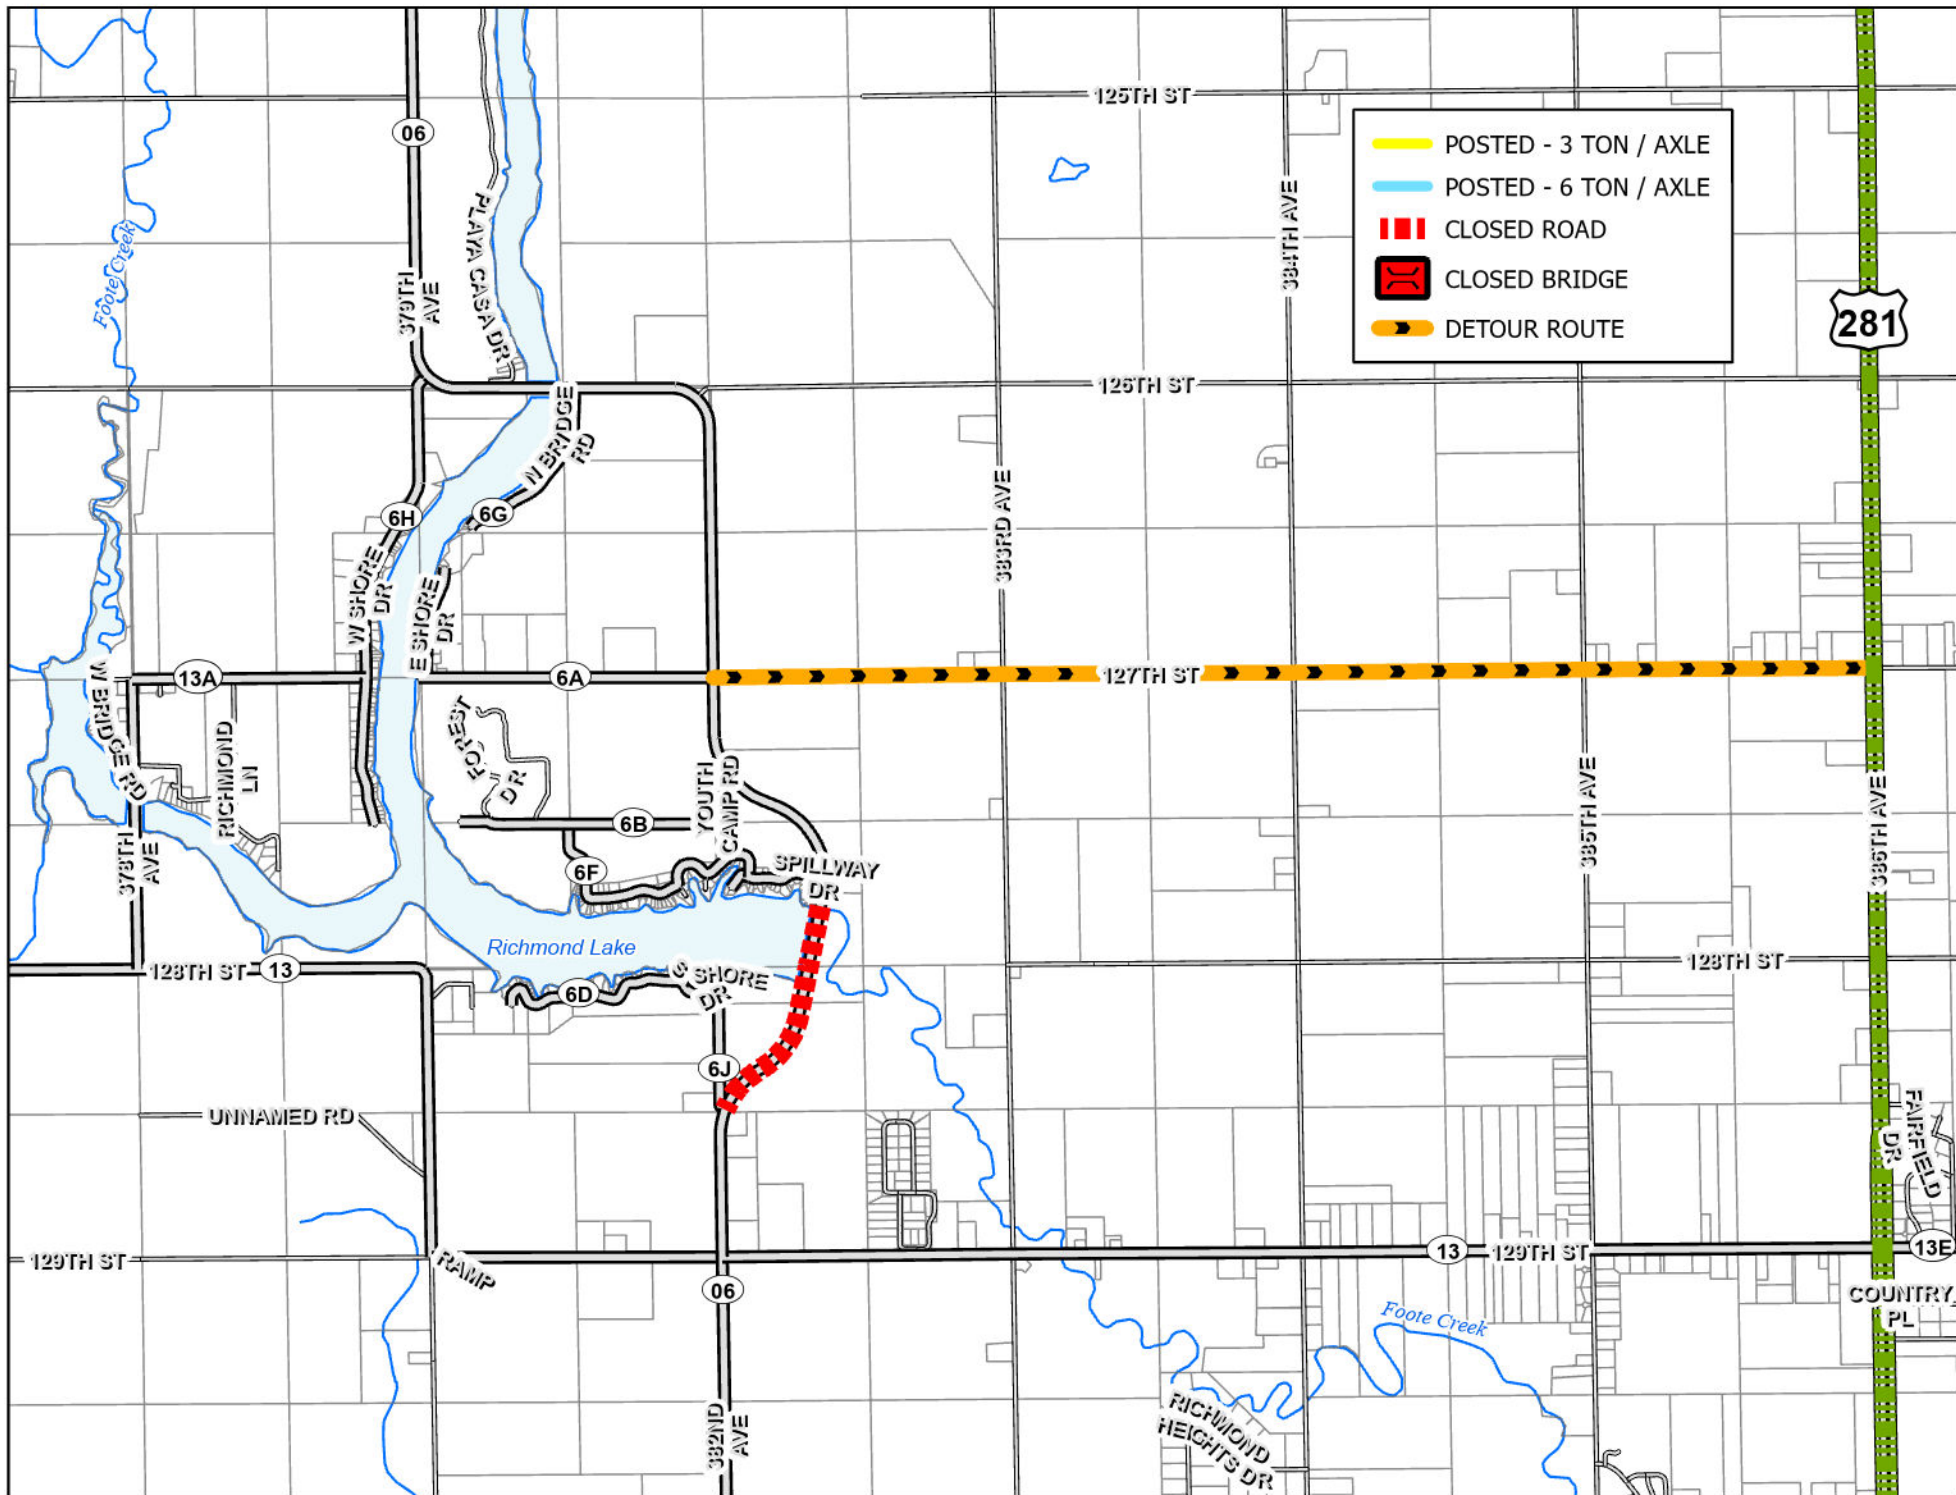 125TH ST
POSTED - 3 TON / AXLE
POSTED - 6 TON / AXLE
CLOSED ROAD
CLOSED BRIDGE
DETOUR ROUTE
06
384TH AVE
PLAYA CASA DR
Foote Creek
379TH
AVE
281
126TH ST
N BRIDGE
RD
383RD AVE
6H
6G
W SHORE
DR
E SHORE
DR
13A
6A
127TH ST
W BRIDGE RD
FOREST
DR
RICHMOND
LN
YOUTH
CAMP RD
385TH AVE
386TH AVE
6B
378TH
AVE
6F
SPILLWAY
DR
Richmond Lake
128TH ST
13
128TH ST
S SHORE
DR
6D
6J
UNNAMED RD
FAIRFIELD
DR
129TH ST
RAMP
13
129TH ST
13E
06
COUNTRY
PL
Foote Creek
382ND
AVE
RICHMOND
HEIGHTS DR